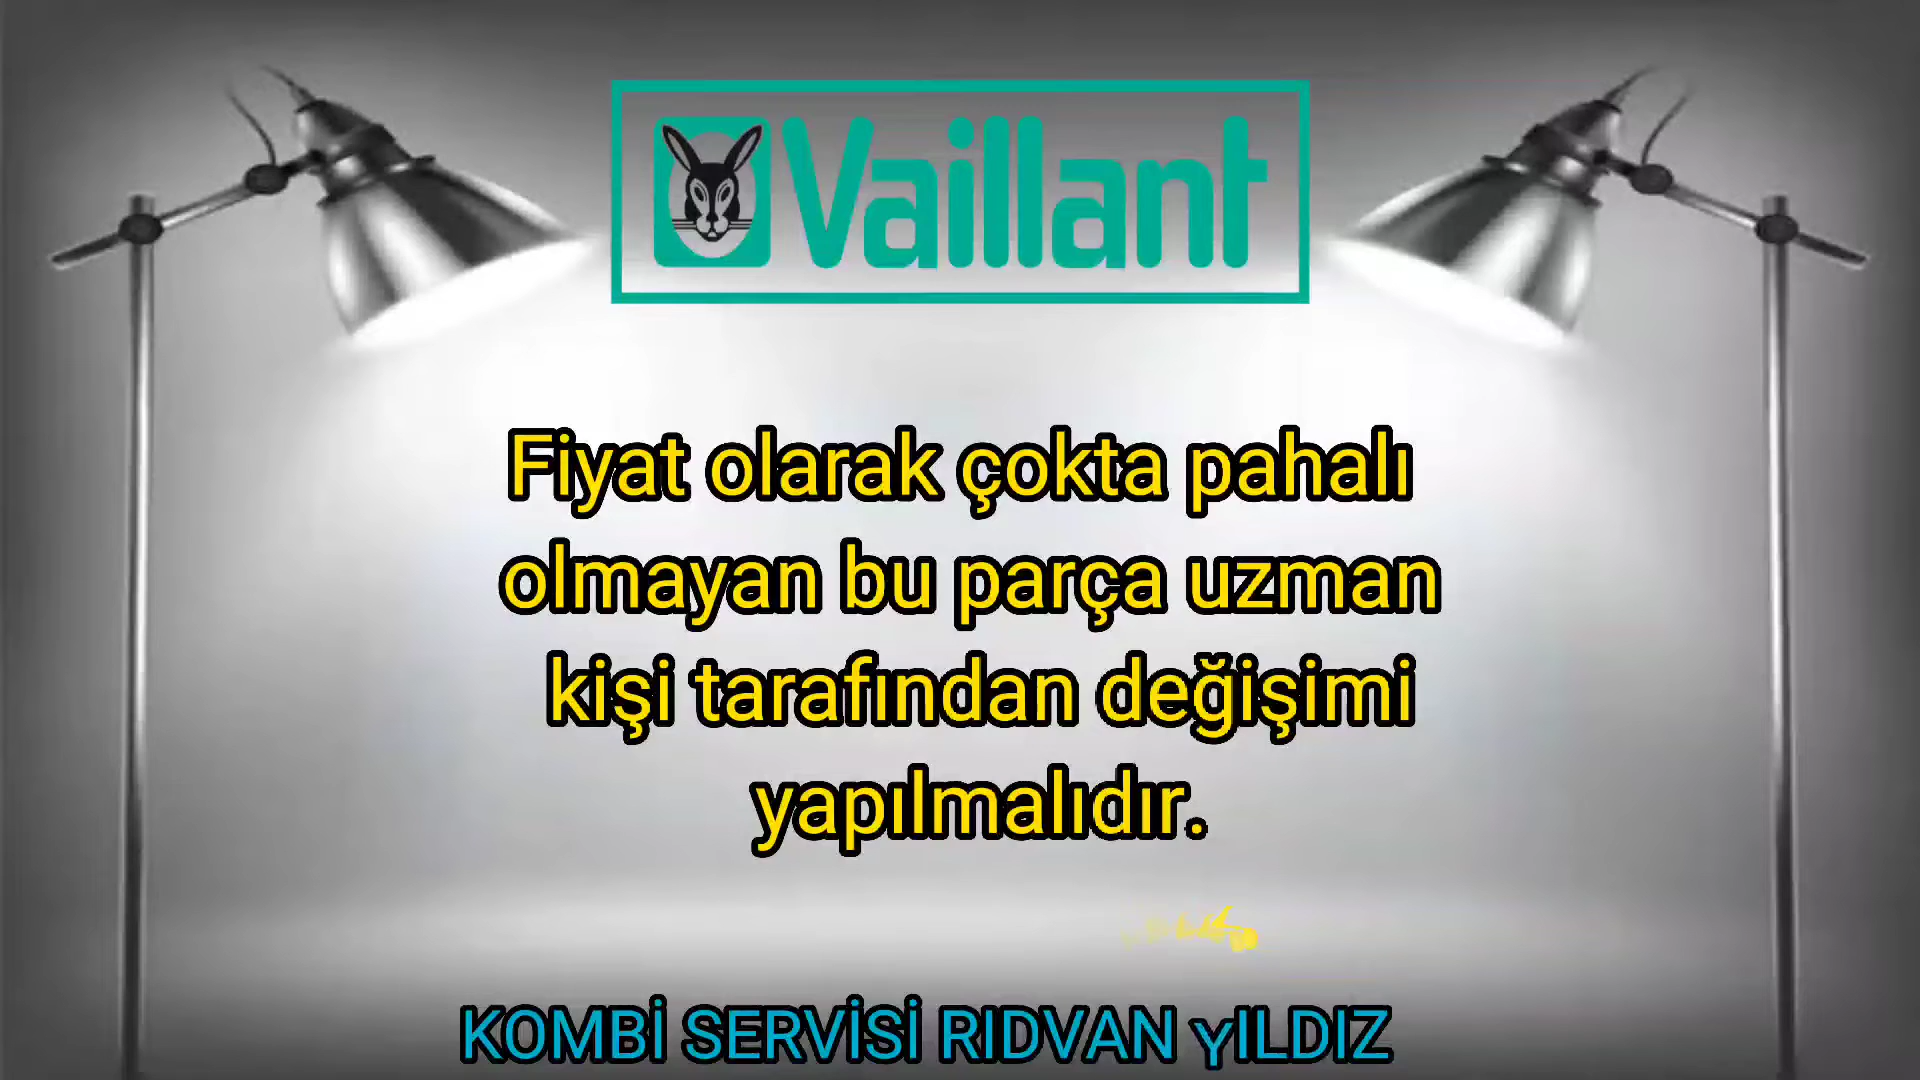 Vaillant
Fiyat olarak çokta pahalı
olmayan bu parça uzman
kişi tarafından değişimi
yapılmalıdır.
KOMBİ SERVİSİ RIDVAN YILDIZ